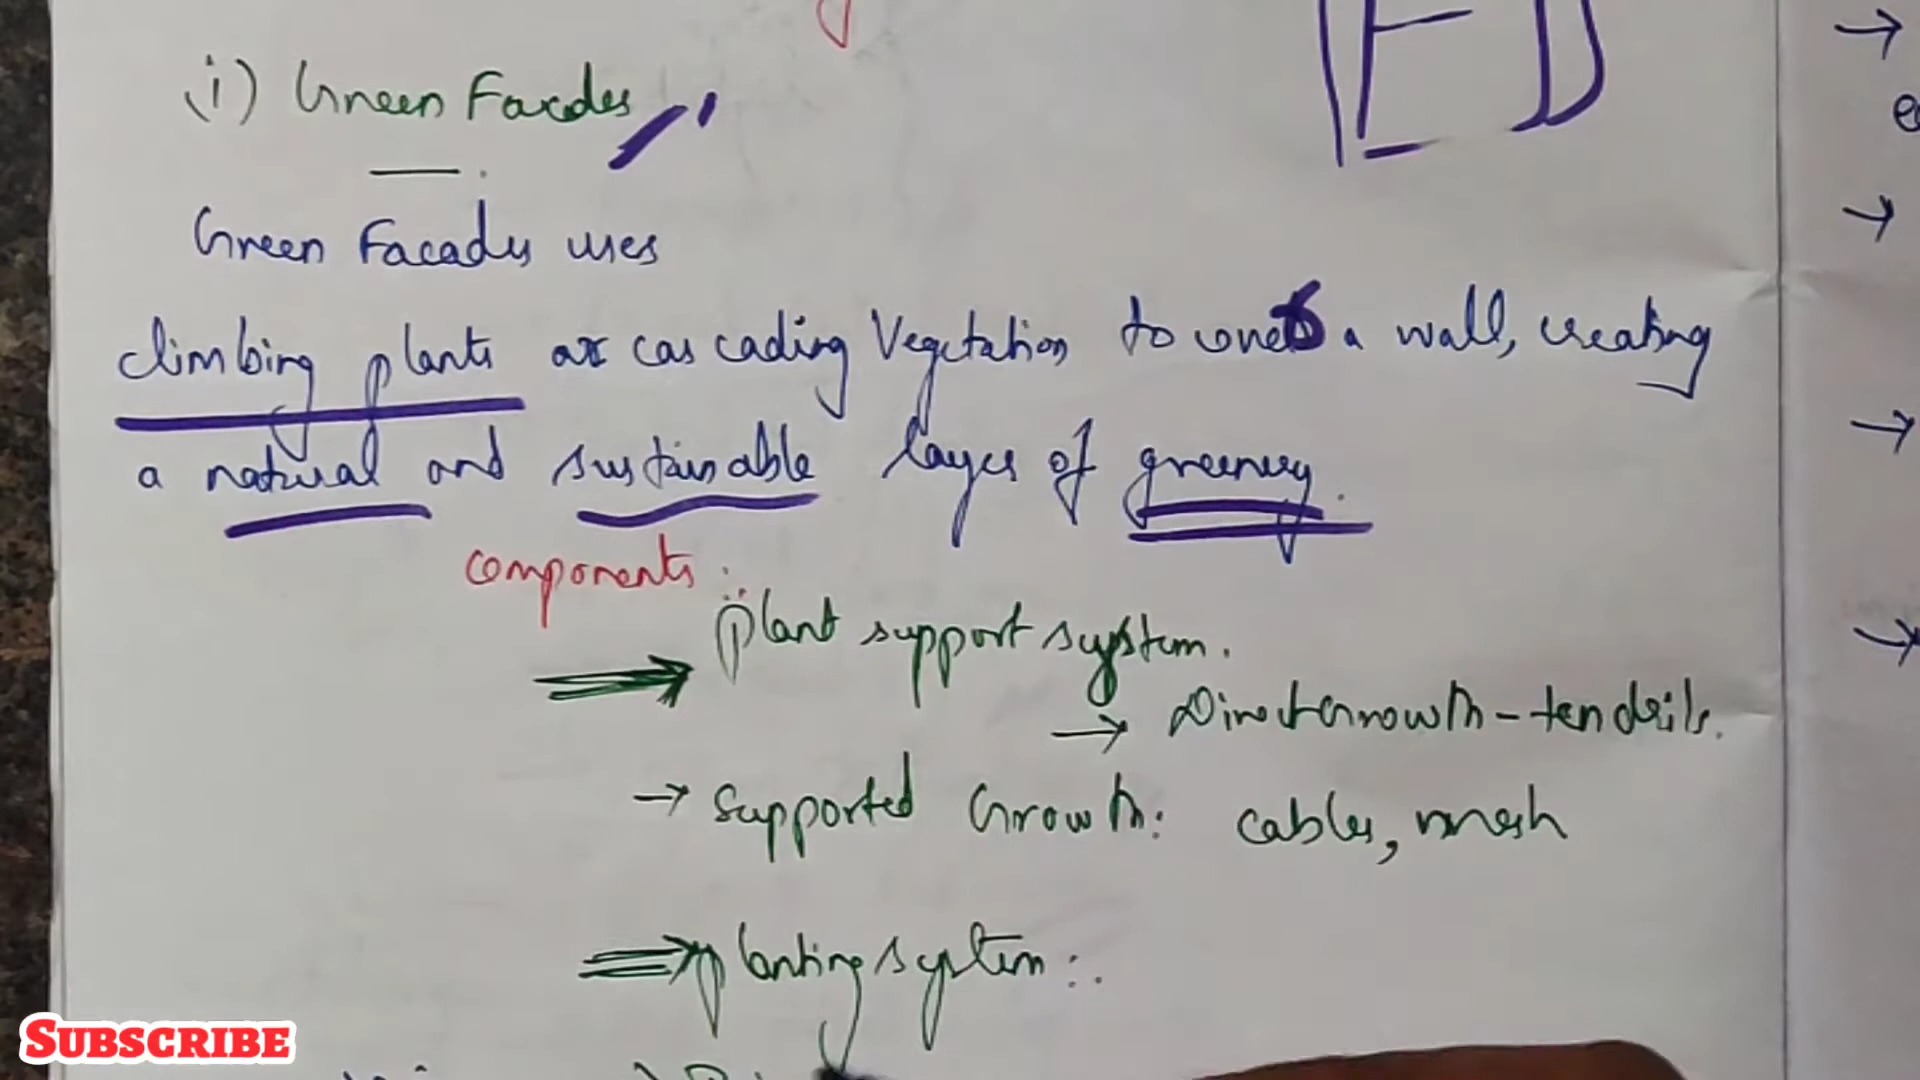 (i) Green Facdes
Green Facades uses
climbing plants or cascading Vegetation to cover a wall, creating
a natural and sustainable layer of greenery.
components:
Plant support system.
→ Direct Growth - tendrils.
→ Supported Growth: cables, mesh
⇒ planting system:
SUBSCRIBE